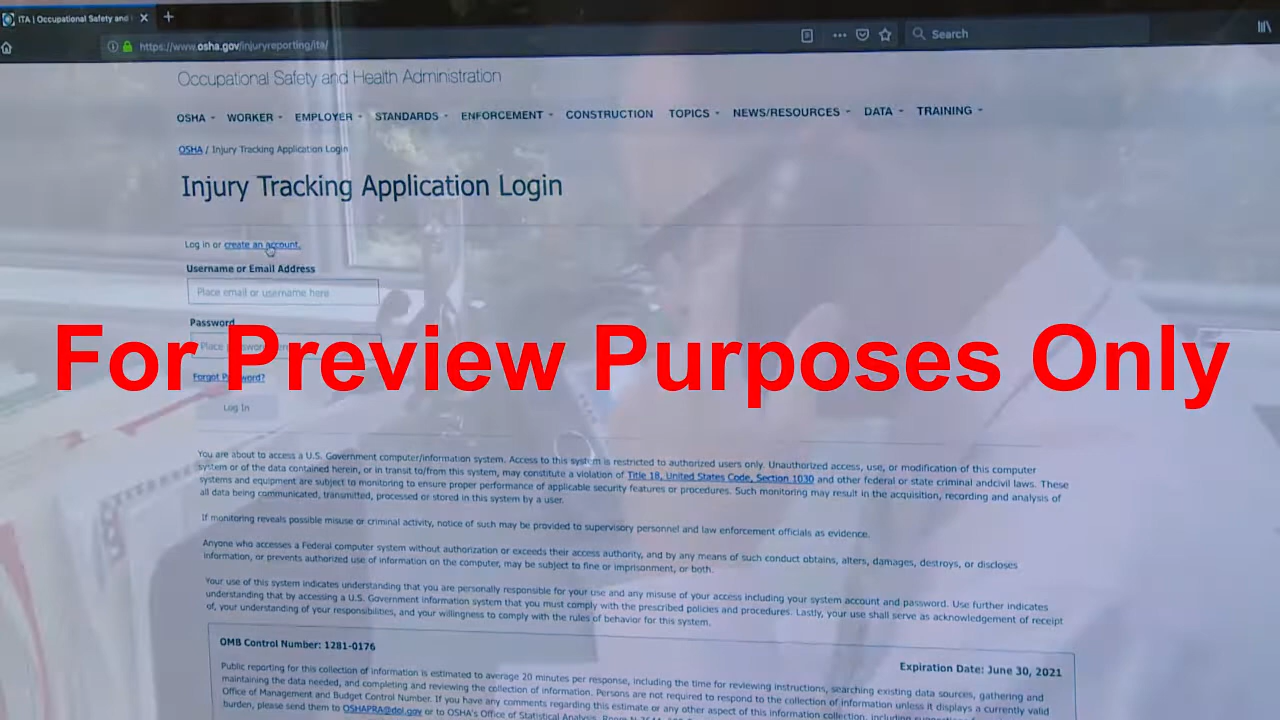 ITA | Occupational Safety and
https://www.osha.gov/injuryreporting/ita/
Search
Occupational Safety and Health Administration
OSHA WORKER EMPLOYER STANDARDS ENFORCEMENT CONSTRUCTION TOPICS NEWS/RESOURCES DATA TRAINING
OSHA / Injury Tracking Application Login
Injury Tracking Application Login
Log in or create an account.
Username or Email Address
Place email or username here
Password
Place
For Preview Purposes Only
Forgot Password?
Log In
You are about to access a U.S. Government computer/information system. Access to this system is restricted to authorized users only. Unauthorized access, use, or modification of this computer
system or of the data contained herein, or in transit to/from this system, may constitute a violation of Title 18, United States Code, Section 1030 and other federal or state criminal andcivil laws. These
systems and equipment are subject to monitoring to ensure proper performance of applicable security features or procedures. Such monitoring may result in the acquisition, recording and analysis of
all data being communicated, transmitted, processed or stored in this system by a user.
If monitoring reveals possible misuse or criminal activity, notice of such may be provided to supervisory personnel and law enforcement officials as evidence.
Anyone who accesses a Federal computer system without authorization or exceeds their access authority, and by any means of such conduct obtains, alters, damages, destroys, or discloses
information, or prevents authorized use of information on the computer, may be subject to fine or imprisonment, or both.
Your use of this system indicates understanding that you are personally responsible for your use and any misuse of your system account and password. Use further indicates
understanding that by accessing a U.S. Government information system that you must comply with the prescribed policies and procedures. Lastly, your use shall serve as acknowledgement of receipt
of, your understanding of your responsibilities, and your willingness to comply with the rules of behavior for this system.
OMB Control Number: 1281-0176
Expiration Date: June 30, 2021
Public reporting for this collection of information is estimated to average 20 minutes per response, including the time for reviewing instructions, searching existing data sources, gathering and
maintaining the data needed, and completing and reviewing the collection of information. Persons are not required to respond to the collection of information unless it displays a currently valid
Office of Management and Budget Control Number. If you have any comments regarding this estimate or any other aspect of this information collection, including
burden, please send them to OSHAPRA@dol.gov or to OSHA's Office of Statistical Analysis,